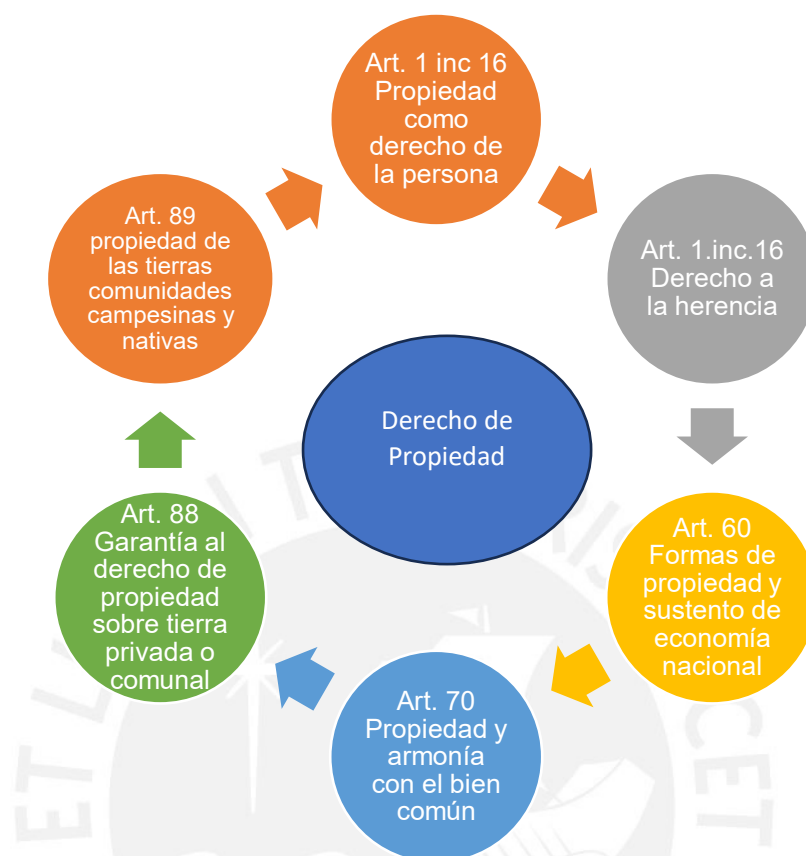 Art. 1 inc 16
Propiedad
como
derecho de
la persona
Art. 1.inc.16
Derecho a
la herencia
Art. 60
Formas de
propiedad y
sustento de
economía
nacional
Art. 70
Propiedad y
armonía
con el bien
común
Art. 88
Garantía al
derecho de
propiedad
sobre tierra
privada o
comunal
Art. 89
propiedad de
las tierras
comunidades
campesinas y
nativas
Derecho de
Propiedad